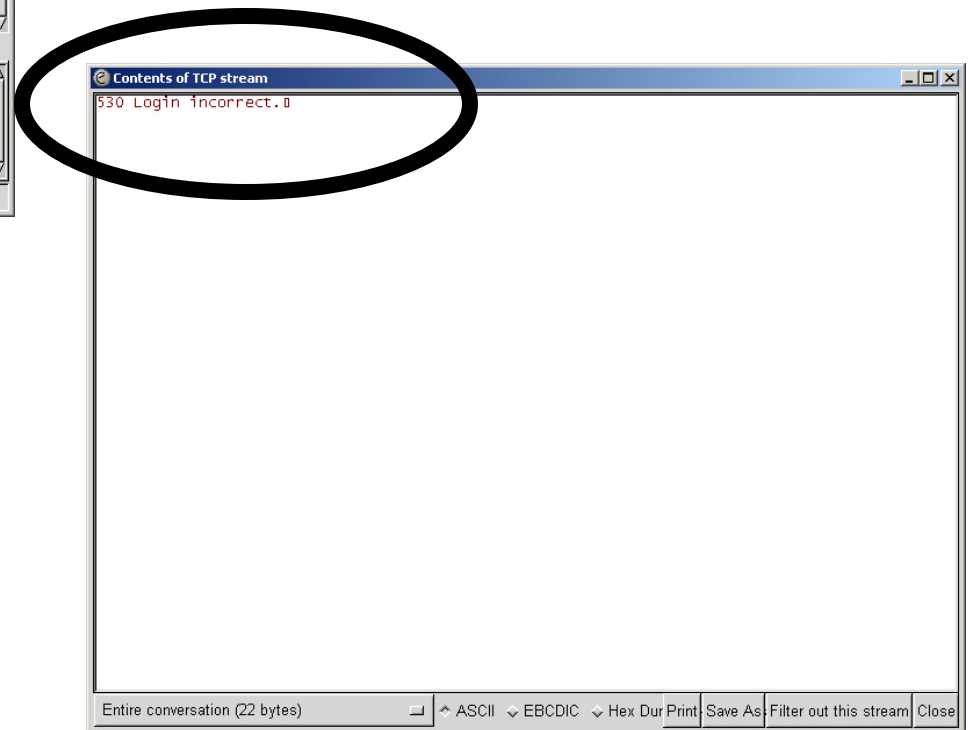 Contents of TCP stream
530 Login incorrect.
Entire conversation (22 bytes) ASCII EBCDIC Hex Dur Print Save As Filter out this stream Close